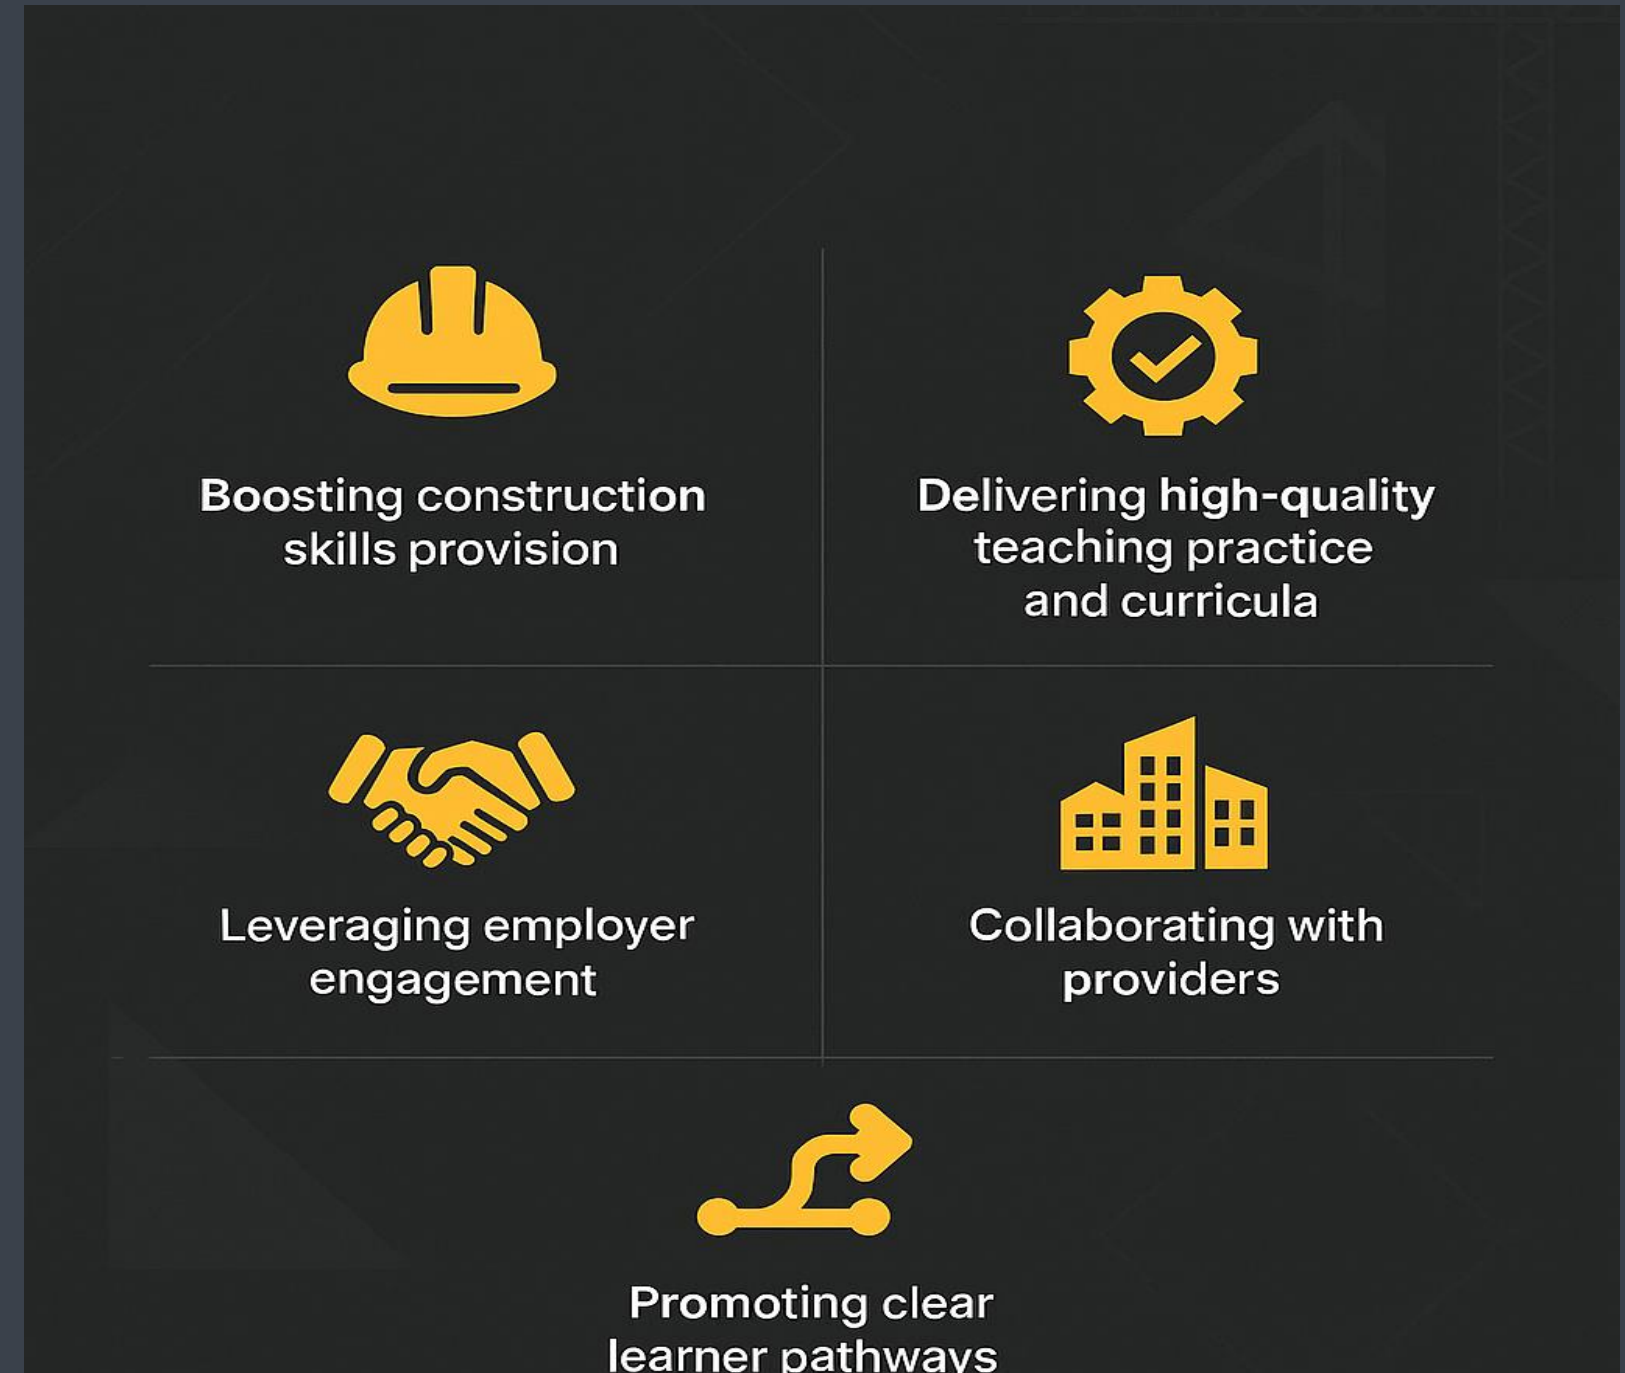 Boosting construction
skills provision
Delivering high-quality
teaching practice
and curricula
Leveraging employer
engagement
Collaborating with
providers
Promoting clear
learner pathways